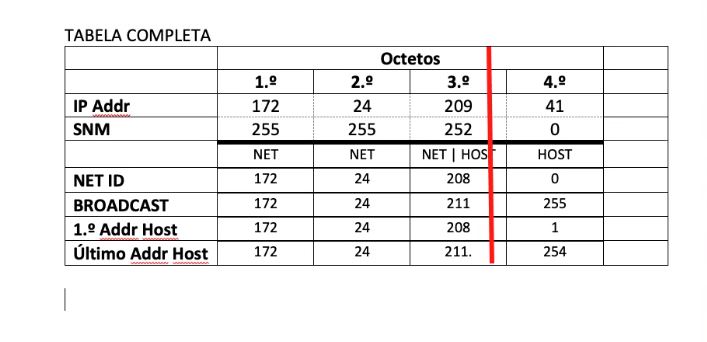 TABELA COMPLETA
Octetos
1.º 2.º 3.º 4.º
IP Addr 172 24 209 41
SNM 255 255 252 0
NET NET NET | HOST HOST
NET ID 172 24 208 0
BROADCAST 172 24 211 255
1.º Addr Host 172 24 208 1
Último Addr Host 172 24 211. 254